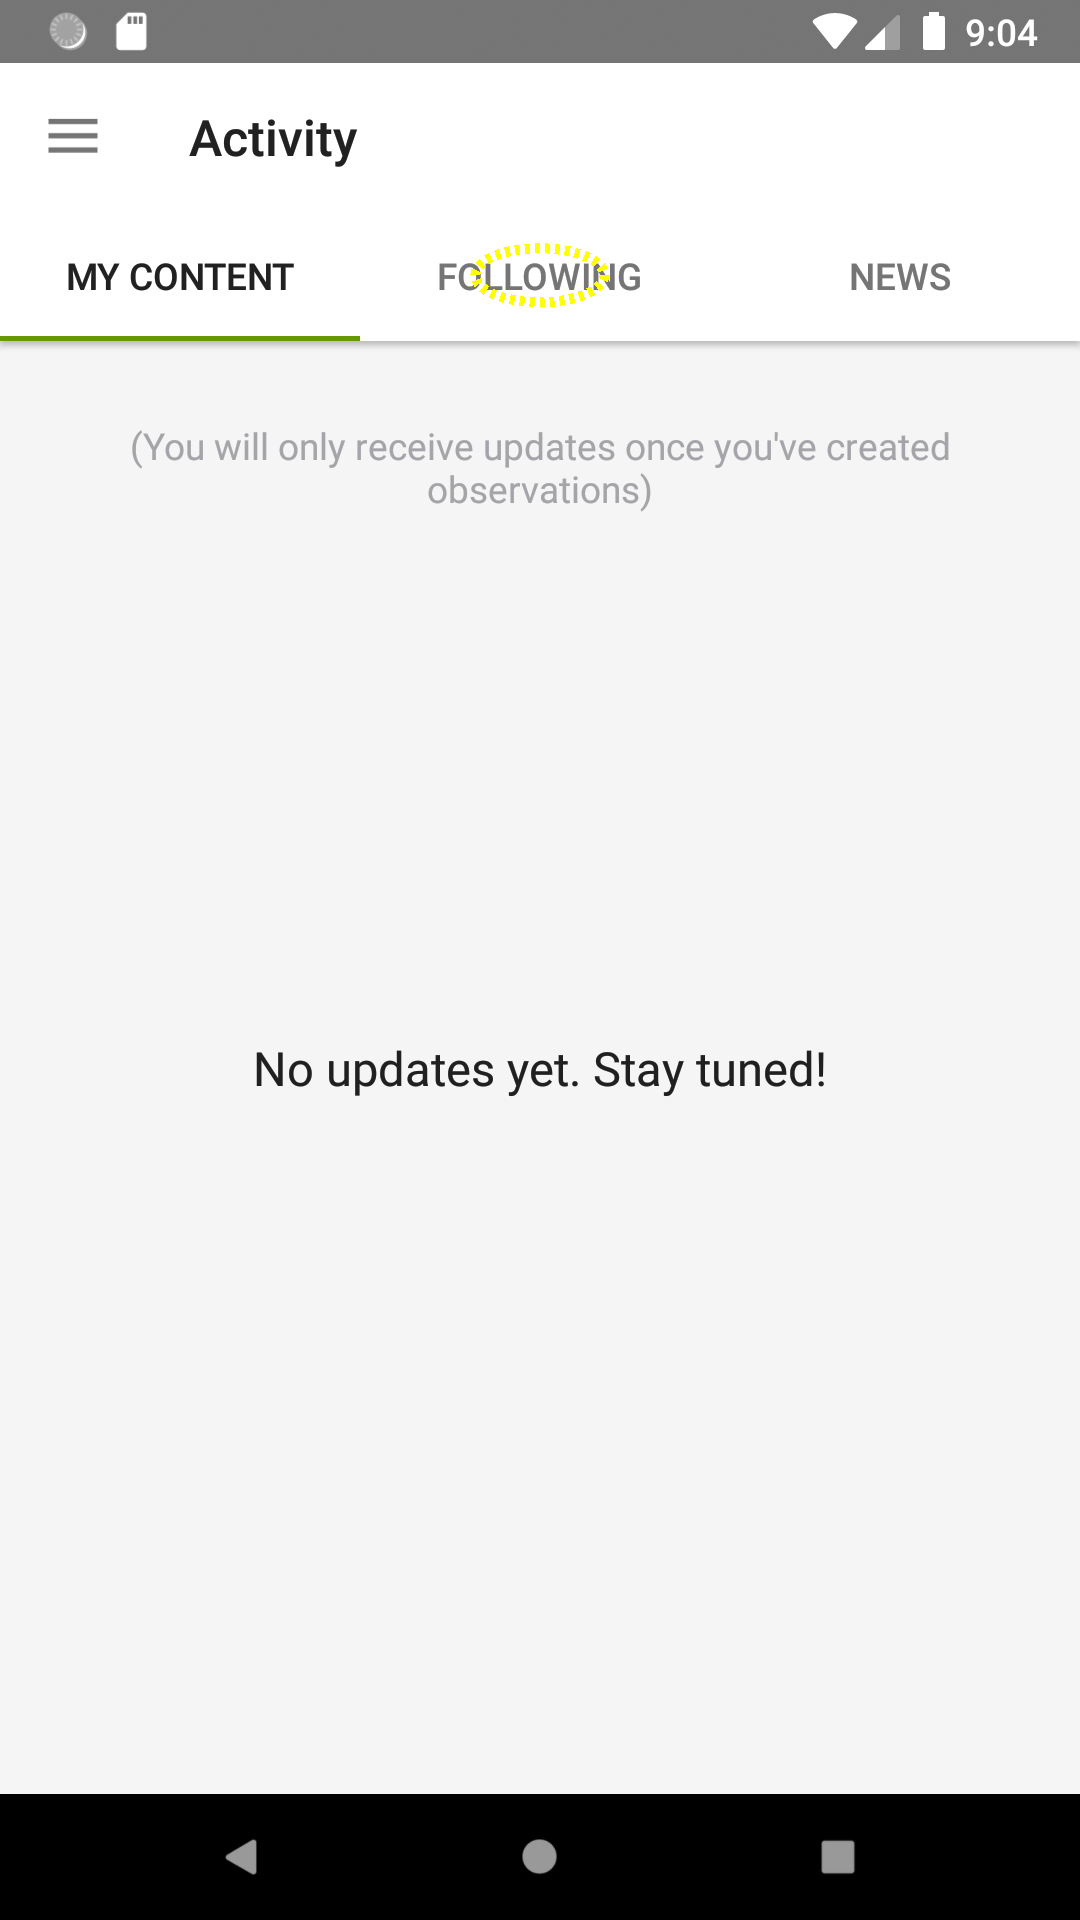 9:04
Activity
MY CONTENT
FOLLOWING
NEWS
(You will only receive updates once you've created
observations)
No updates yet. Stay tuned!